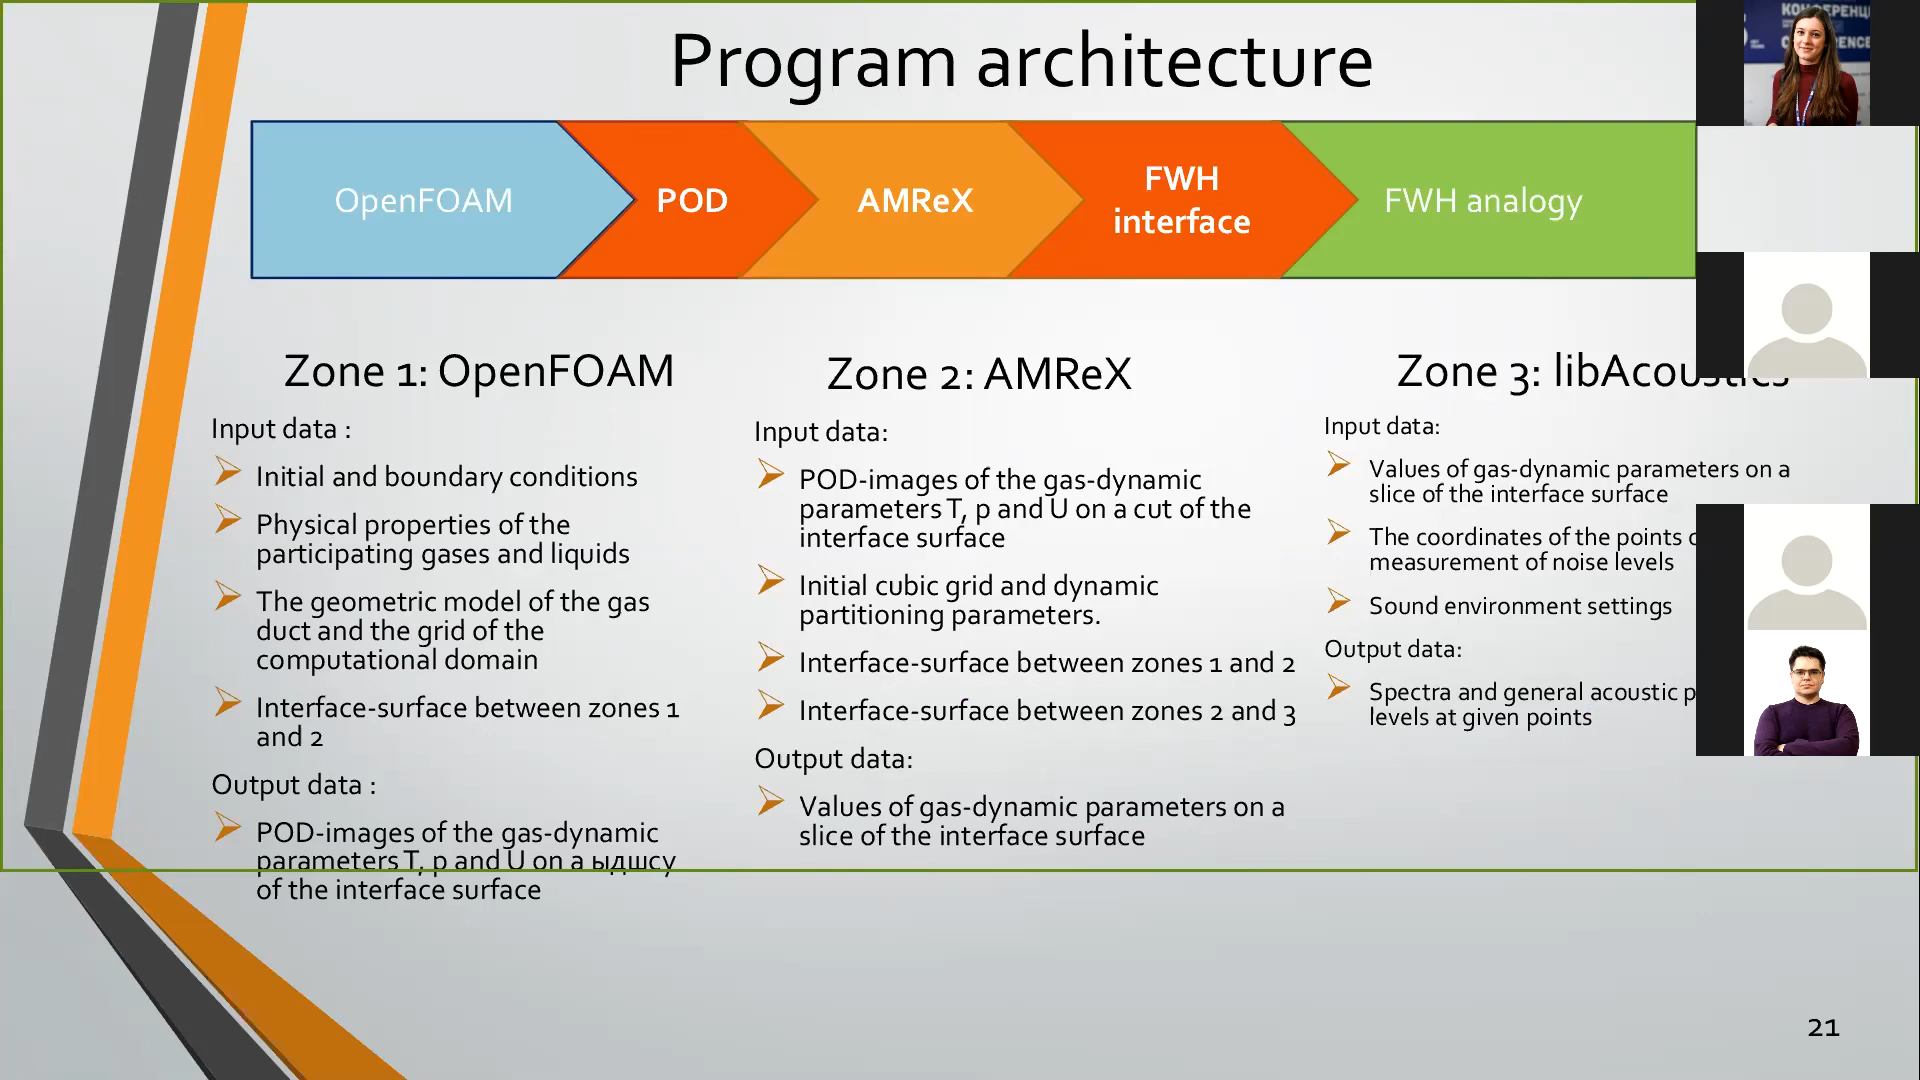 Program architecture
OpenFOAM
POD
AMReX
FWH
interface
FWH analogy
Zone 1: OpenFOAM
Input data :
Initial and boundary conditions
Physical properties of the
participating gases and liquids
The geometric model of the gas
duct and the grid of the
computational domain
Interface-surface between zones 1
and 2
Output data :
POD-images of the gas-dynamic
parameters T, p and U on a ыдшсу
of the interface surface
Zone 2: AMReX
Input data:
POD-images of the gas-dynamic
parameters T, p and U on a cut of the
interface surface
Initial cubic grid and dynamic
partitioning parameters.
Interface-surface between zones 1 and 2
Interface-surface between zones 2 and 3
Output data:
Values of gas-dynamic parameters on a
slice of the interface surface
Zone 3: libAcoustics
Input data:
Values of gas-dynamic parameters on a
slice of the interface surface
The coordinates of the points
measurement of noise levels
Sound environment settings
Output data:
Spectra and general acoustic
levels at given points
21